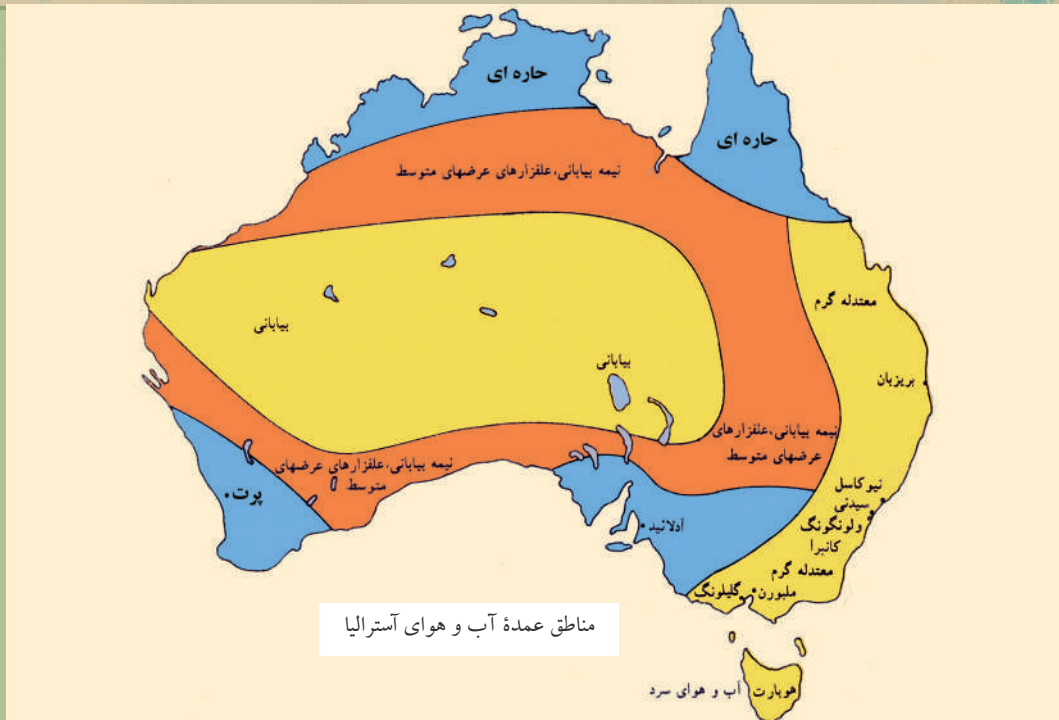 حاره ای
حاره ای
نیمه بیابانی،علفزارهای عرضهای متوسط
معتدله گرم
بیابانی
بیابانی
بریزبان
نیمه بیابانی،علفزارهای
عرضهای متوسط
نیمه بیابانی،علفزارهای عرضهای
متوسط
پرت
نیوکاسل
سیدنی
ولونگونگ
کانبرا
آدلائید
معتدله گرم
ملبورن
گلیلونگ
مناطق عمدهٔ آب و هوای آسترالیا
هوبارت
آب و هوای سرد